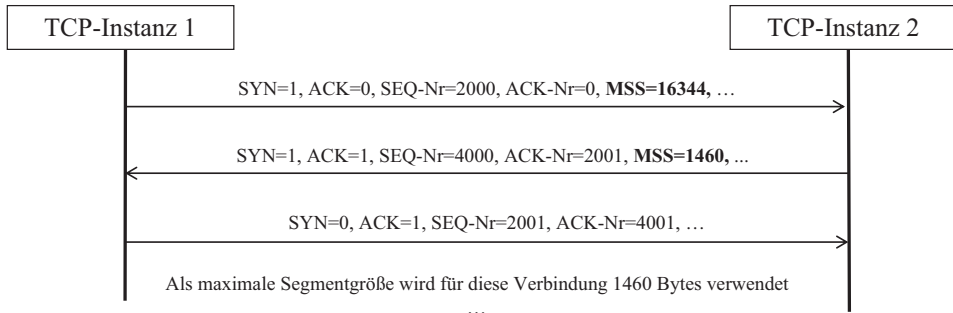 TCP-Instanz 1
TCP-Instanz 2
SYN=1, ACK=0, SEQ-Nr=2000, ACK-Nr=0, MSS=16344, …
SYN=1, ACK=1, SEQ-Nr=4000, ACK-Nr=2001, MSS=1460, ...
SYN=0, ACK=1, SEQ-Nr=2001, ACK-Nr=4001, …
Als maximale Segmentgröße wird für diese Verbindung 1460 Bytes verwendet
…